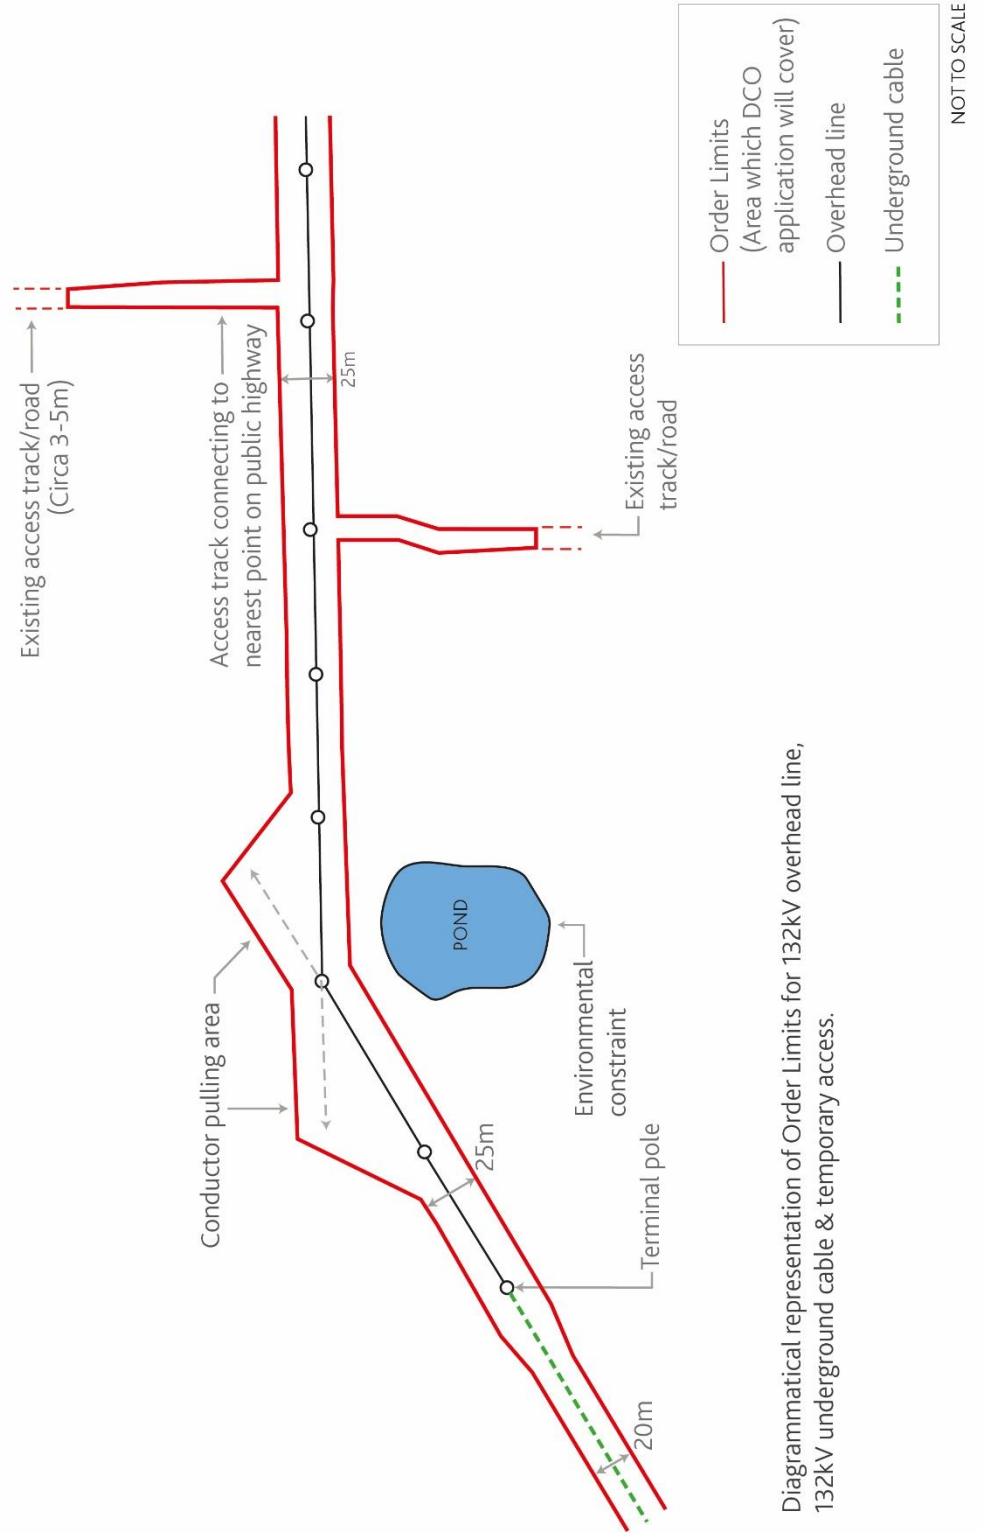 Existing access track/road
(Circa 3-5m)
Access track connecting to
nearest point on public highway
Conductor pulling area
25m
Existing access
track/road
POND
Environmental
constraint
25m
Terminal pole
20m
Order Limits
(Area which DCO
application will cover)
Overhead line
Underground cable
NOT TO SCALE
Diagrammatical representation of Order Limits for 132kV overhead line,
132kV underground cable & temporary access.